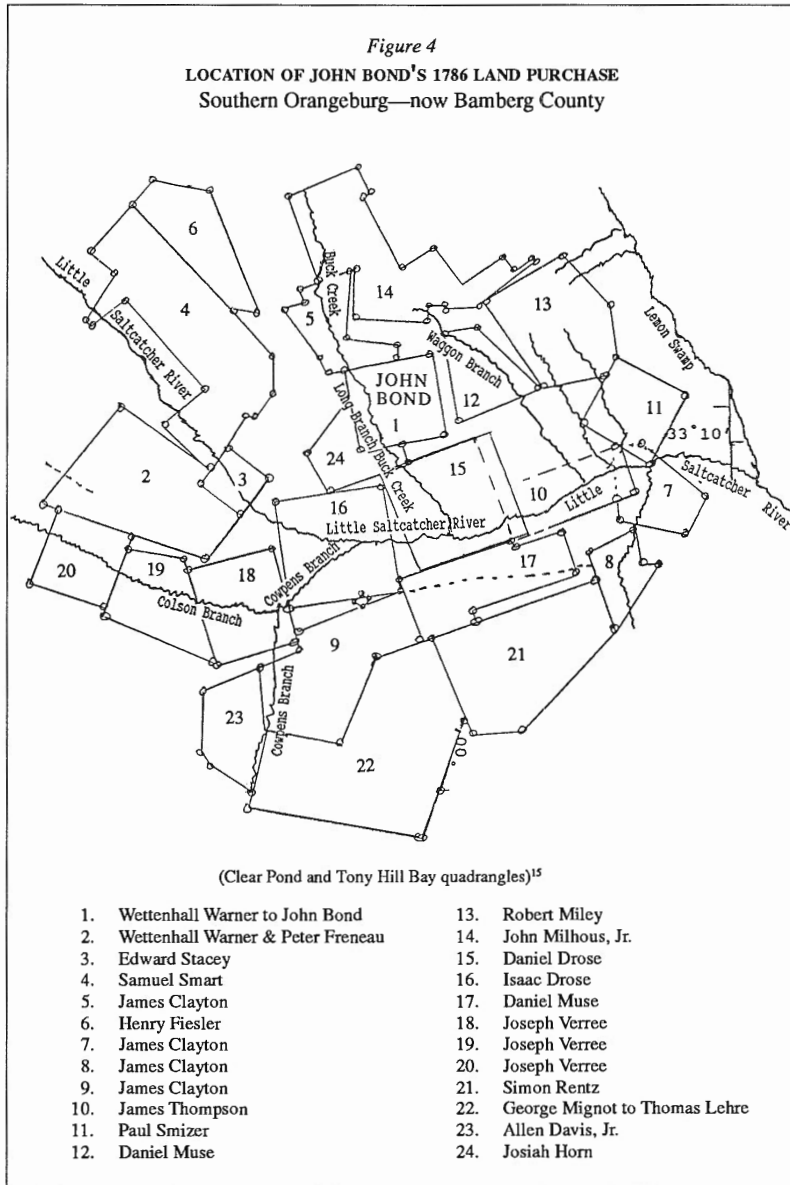 Figure 4
LOCATION OF JOHN BOND'S 1786 LAND PURCHASE
Southern Orangeburg—now Bamberg County
6
Little
Saltcatcher River
4
Buck Creek
5
14
13
Lemon Swamp
Waggon Branch
JOHN
BOND
1
12
11
33° 10'
Long-Branch/Buck Creek
24
15
2
3
16
10
Little
Saltcatcher
River
7
Little Saltcatcher River
20
19
18
Colson Branch
Cowpens Branch
17
8
9
21
23
Cowpens Branch
22
°00'
(Clear Pond and Tony Hill Bay quadrangles)15
1. Wettenhall Warner to John Bond
2. Wettenhall Warner & Peter Freneau
3. Edward Stacey
4. Samuel Smart
5. James Clayton
6. Henry Fiesler
7. James Clayton
8. James Clayton
9. James Clayton
10. James Thompson
11. Paul Smizer
12. Daniel Muse
13. Robert Miley
14. John Milhous, Jr.
15. Daniel Drose
16. Isaac Drose
17. Daniel Muse
18. Joseph Verree
19. Joseph Verree
20. Joseph Verree
21. Simon Rentz
22. George Mignot to Thomas Lehre
23. Allen Davis, Jr.
24. Josiah Horn